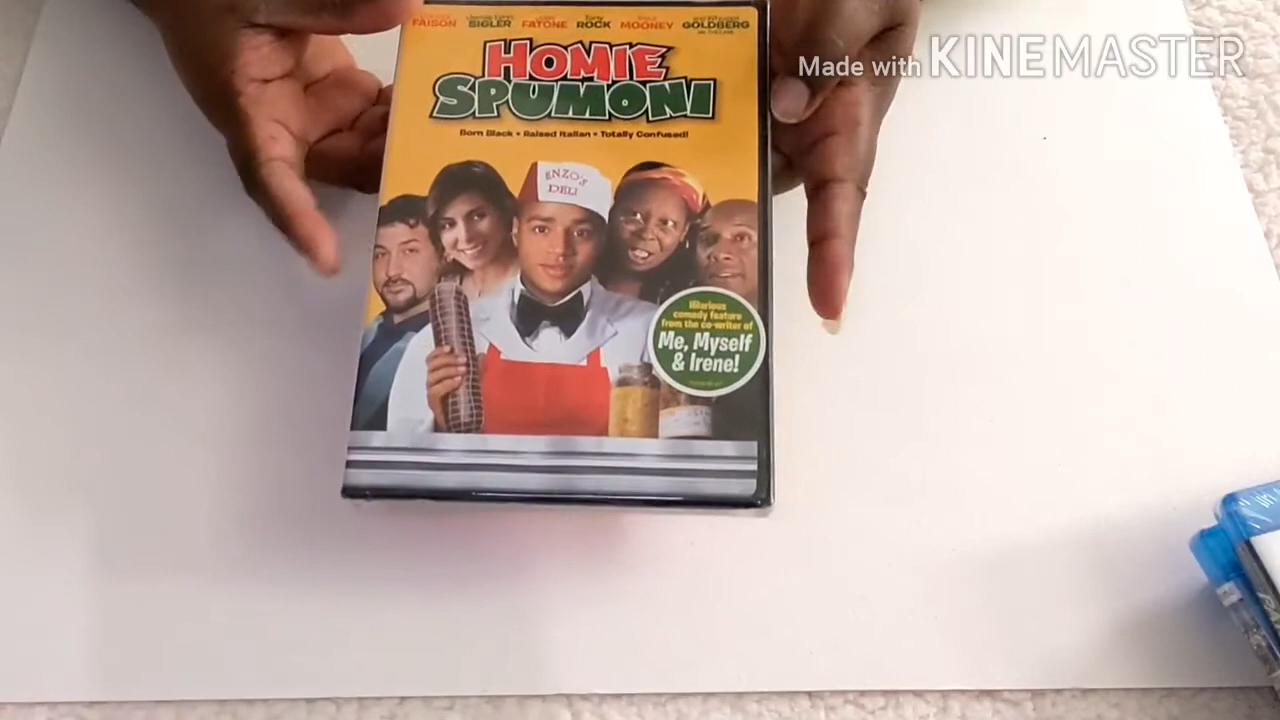 FAISON SIGLER FATONE ROCK MOONEY GOLDBERG
Made with KINEMASTER
HOMIE
SPUMONI
Born Black • Raised Italian • Totally Confused!
ENZO'S
DELI
Hilarious
comedy feature
from the co-writer of
Me, Myself
& Irene!